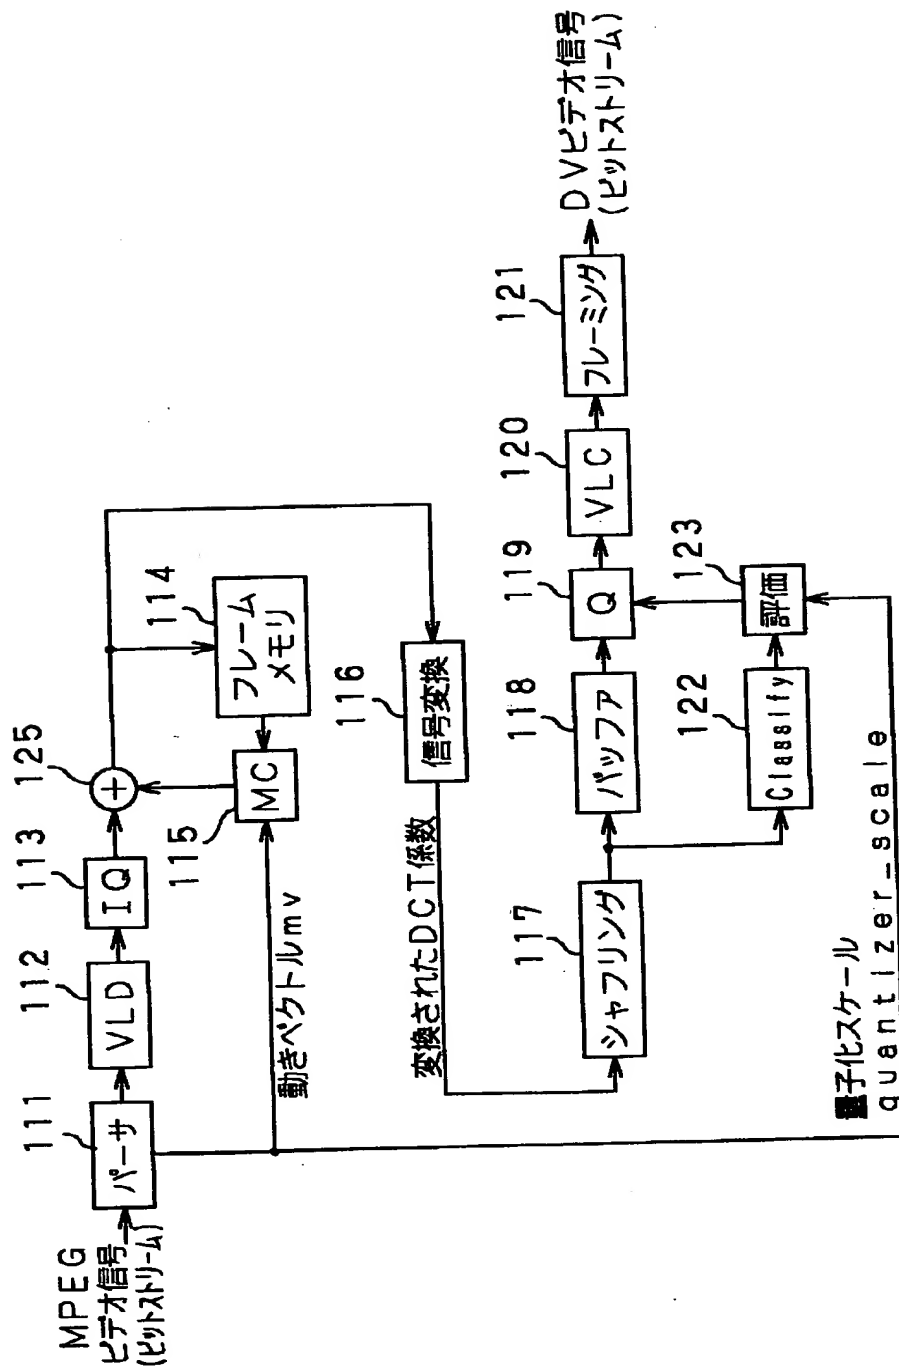 MPEG
ビデオ信号
(ビットストリーム)
111
パーサ
112
VLD
113
IQ
125
+
114
フレーム
メモリ
115
MC
動きベクトルmv
116
信号変換
変換されたDCT係数
117
シャフリング
118
バッファ
119
Q
120
VLC
121
フレーミング
DVビデオ信号
(ビットストリーム)
122
Classify
123
評価
量子化スケール
quantizer_scale